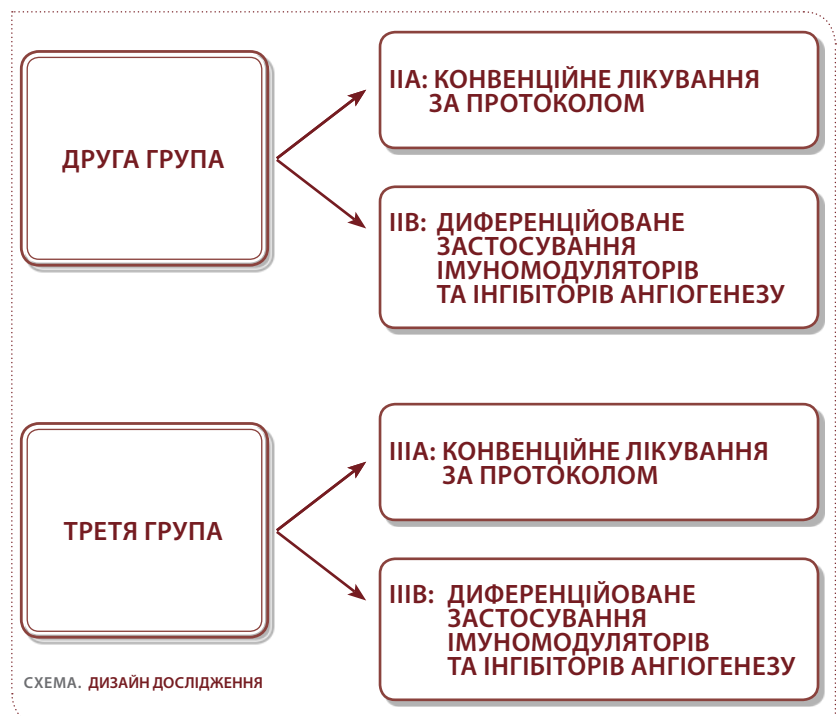 ДРУГА ГРУПА
IIA: КОНВЕНЦІЙНЕ ЛІКУВАННЯ
ЗА ПРОТОКОЛОМ
IIB: ДИФЕРЕНЦІЙОВАНЕ
ЗАСТОСУВАННЯ
ІМУНОМОДУЛЯТОРІВ
ТА ІНГІБІТОРІВ АНГІОГЕНЕЗУ
ТРЕТЯ ГРУПА
IIIA: КОНВЕНЦІЙНЕ ЛІКУВАННЯ
ЗА ПРОТОКОЛОМ
IIIB: ДИФЕРЕНЦІЙОВАНЕ
ЗАСТОСУВАННЯ
ІМУНОМОДУЛЯТОРІВ
ТА ІНГІБІТОРІВ АНГІОГЕНЕЗУ
СХЕМА. ДИЗАЙН ДОСЛІДЖЕННЯ